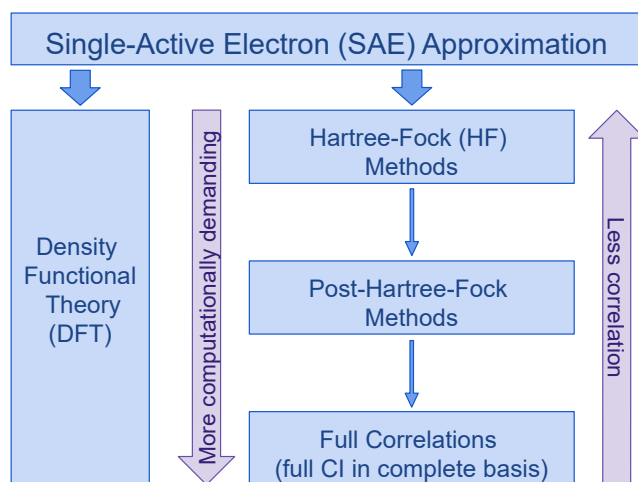 Single-Active Electron (SAE) Approximation
Density
Functional
Theory
(DFT)
More computationally demanding
Hartree-Fock (HF)
Methods
Post-Hartree-Fock
Methods
Full Correlations
(full CI in complete basis)
Less correlation